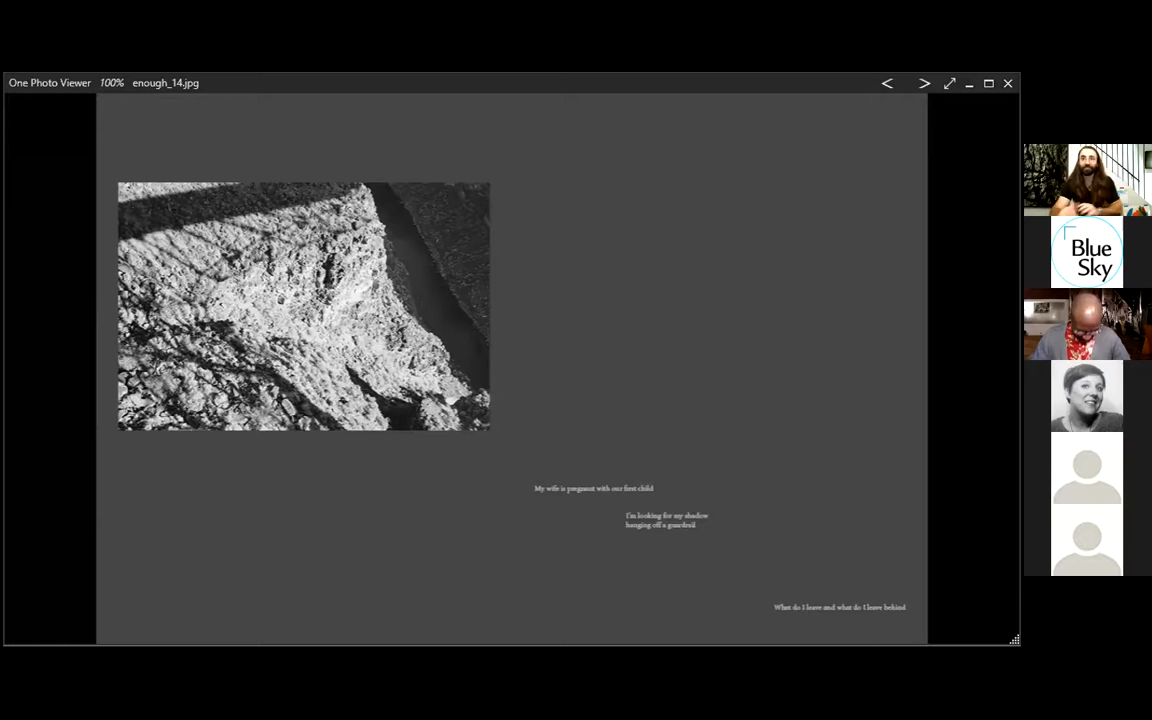 One Photo Viewer 100% enough_14.jpg
Blue
Sky
My wife is pregnant with our first child
I'm looking for my shadow
hanging off a guardrail
What do I leave and what do I leave behind